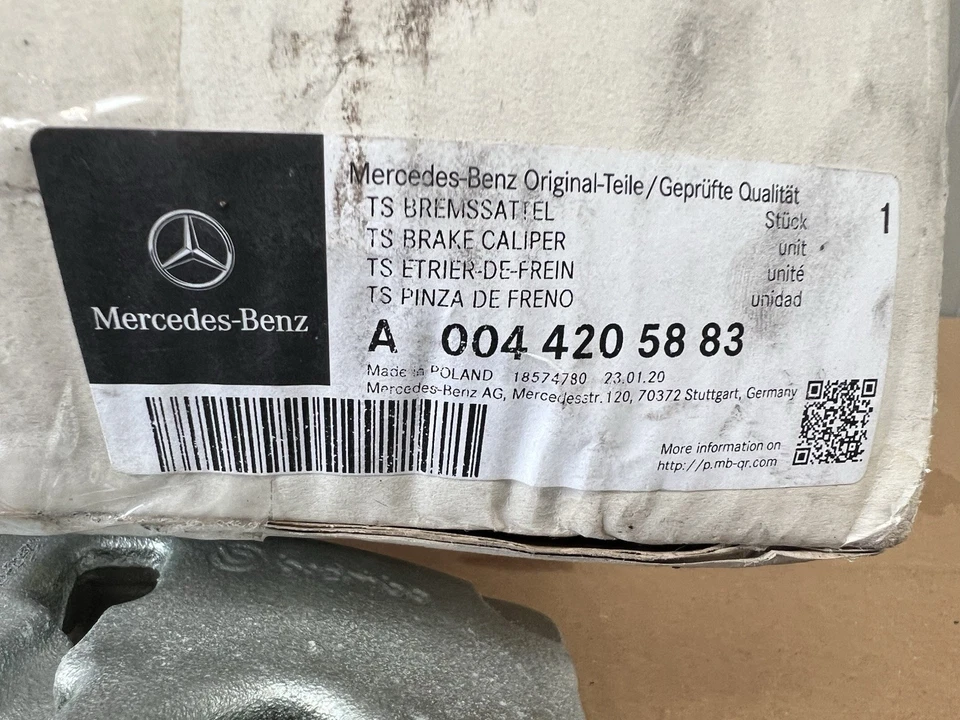 Mercedes-Benz
Mercedes-Benz Original-Teile/Geprüfte Qualität
TS BREMSSATTEL Stück 1
TS BRAKE CALIPER unit
TS ETRIER-DE-FREIN unité
TS PINZA DE FRENO unidad
A 004 420 58 83
Made in POLAND 18574780 23.01.20
Mercedes-Benz AG, Mercedesstr. 120, 70372 Stuttgart, Germany
More information on
http://p.mb-qr.com